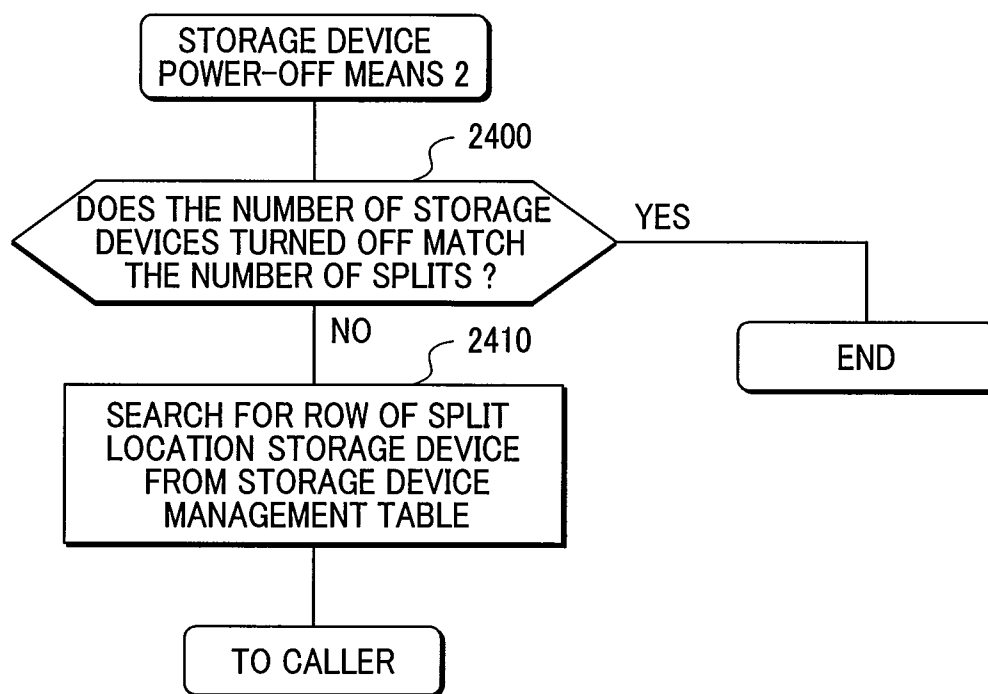 STORAGE DEVICE
POWER-OFF MEANS 2
2400
DOES THE NUMBER OF STORAGE
DEVICES TURNED OFF MATCH
THE NUMBER OF SPLITS ?
YES
NO
END
2410
SEARCH FOR ROW OF SPLIT
LOCATION STORAGE DEVICE
FROM STORAGE DEVICE
MANAGEMENT TABLE
TO CALLER